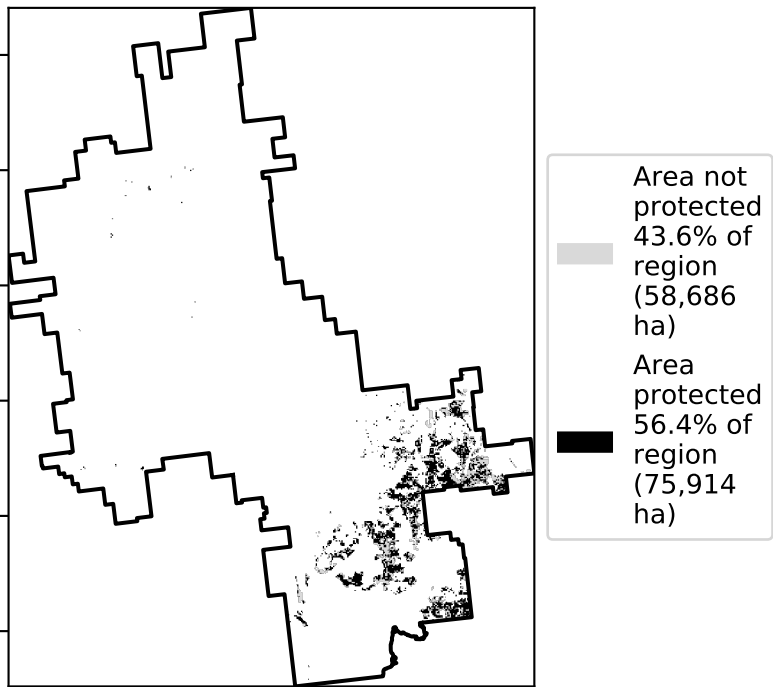 Area not
protected
43.6% of
region
(58,686
ha)
Area
protected
56.4% of
region
(75,914
ha)